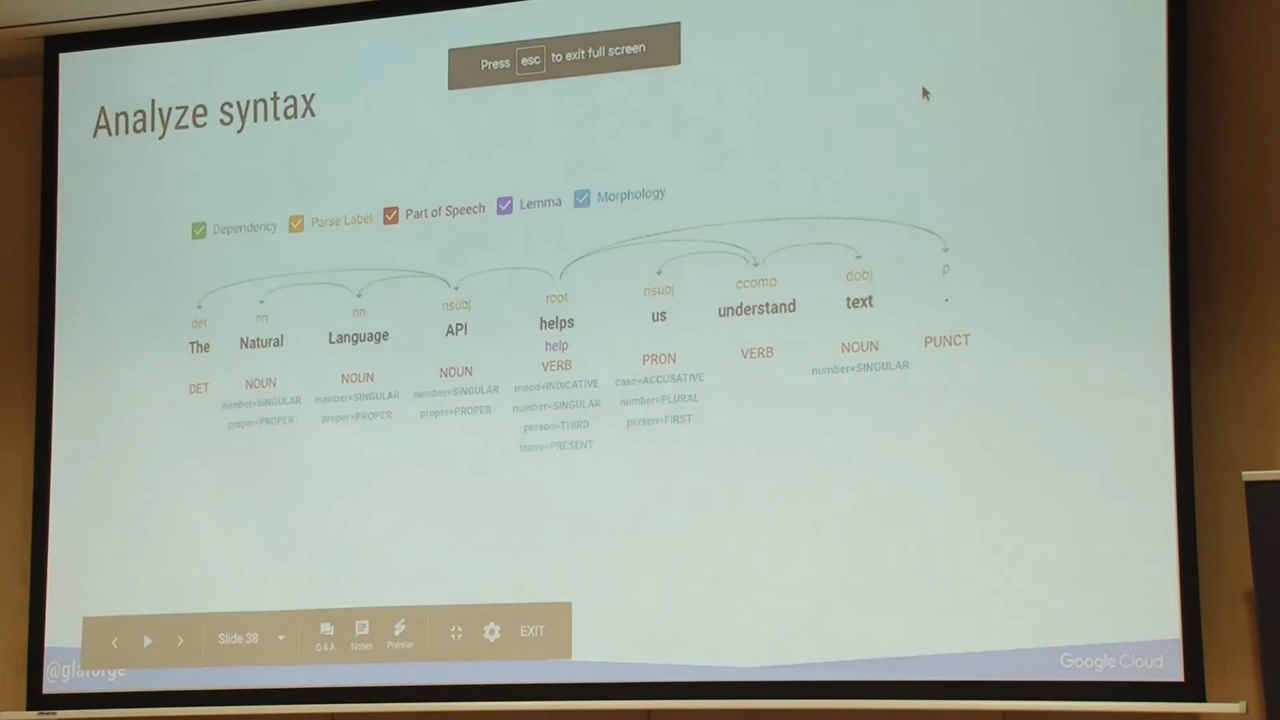 Press esc to exit full screen
Analyze syntax
Dependency Parse Label Part of Speech Lemma Morphology
det nn nn nsubj root nsubj ccomp dobj p
The Natural Language API helps us understand text .
help
DET NOUN NOUN NOUN VERB PRON VERB NOUN PUNCT
number=SINGULAR number=SINGULAR number=SINGULAR mood=INDICATIVE case=ACCUSATIVE number=SINGULAR
proper=PROPER proper=PROPER proper=PROPER number=SINGULAR number=PLURAL
person=THIRD person=FIRST
tense=PRESENT
Slide 38 Q & A Notes Pointer EXIT
@glaforge Google Cloud